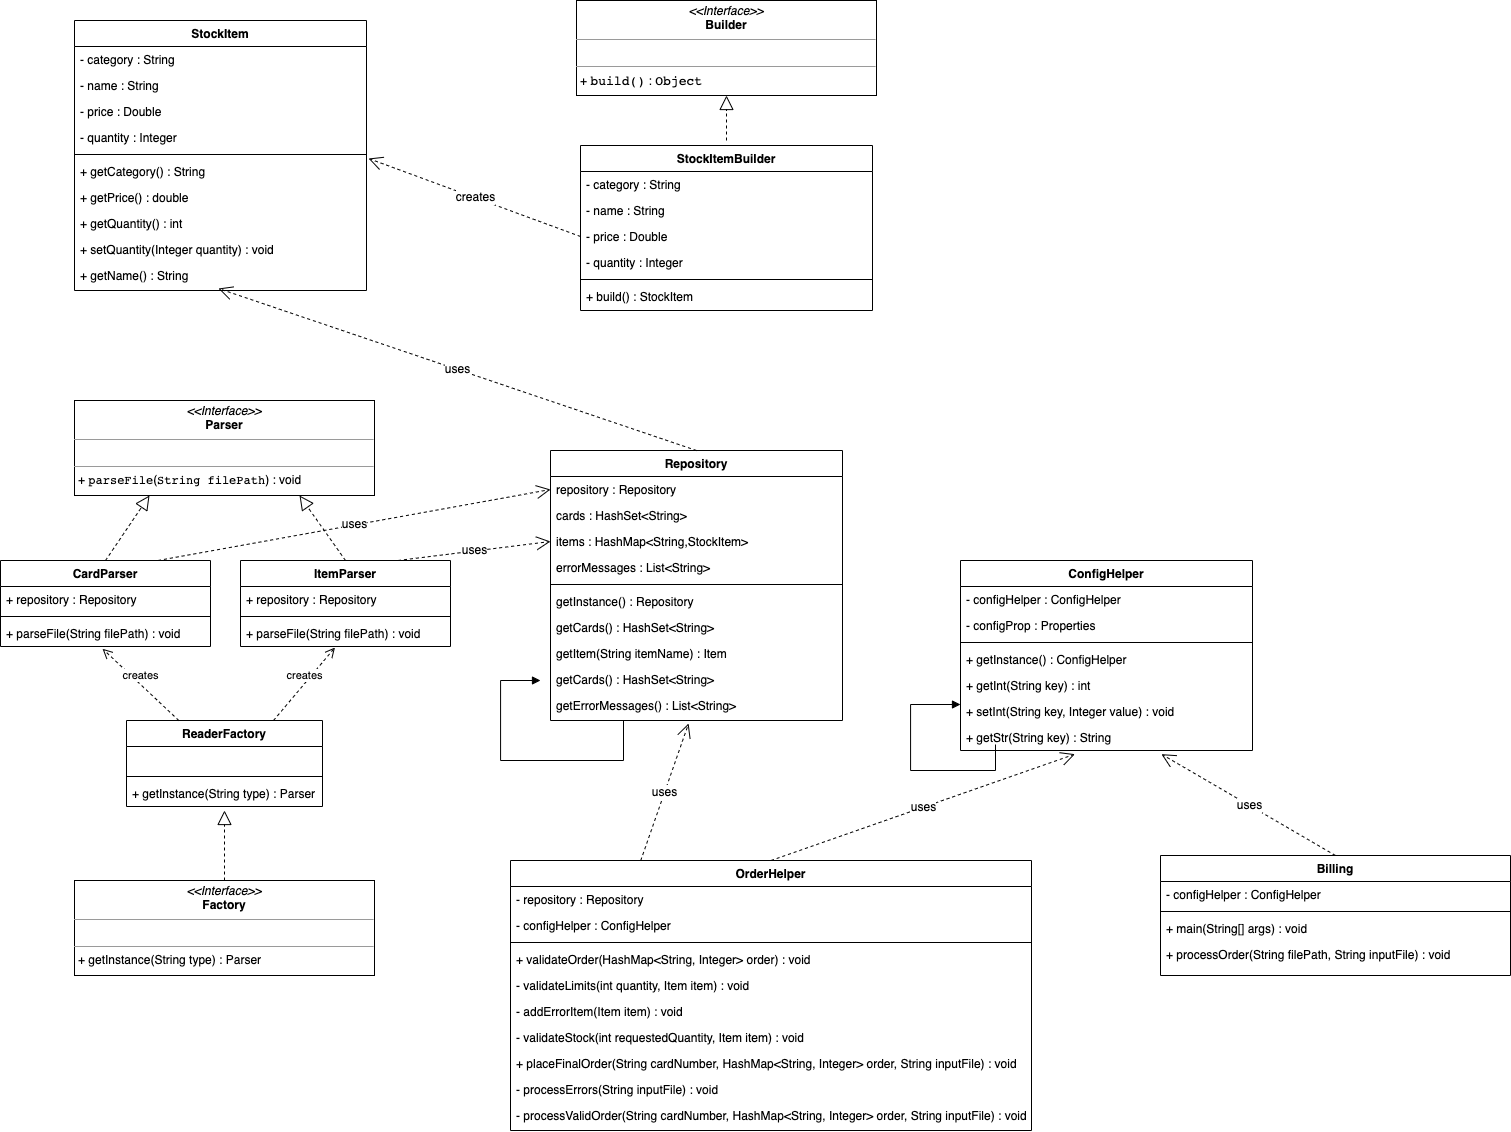 StockItem
- category : String
- name : String
- price : Double
- quantity : Integer
+ getCategory() : String
+ getPrice() : double
+ getQuantity() : int
+ setQuantity(Integer quantity) : void
+ getName() : String
<<Interface>>
Builder
+ build() : Object
StockItemBuilder
- category : String
- name : String
- price : Double
- quantity : Integer
+ build() : StockItem
creates
uses
<<Interface>>
Parser
+ parseFile(String filePath) : void
uses
uses
CardParser
+ repository : Repository
+ parseFile(String filePath) : void
ItemParser
+ repository : Repository
+ parseFile(String filePath) : void
creates
creates
ReaderFactory
+ getInstance(String type) : Parser
<<Interface>>
Factory
+ getInstance(String type) : Parser
Repository
repository : Repository
cards : HashSet<String>
items : HashMap<String,StockItem>
errorMessages : List<String>
getInstance() : Repository
getCards() : HashSet<String>
getItem(String itemName) : Item
getCards() : HashSet<String>
getErrorMessages() : List<String>
ConfigHelper
- configHelper : ConfigHelper
- configProp : Properties
+ getInstance() : ConfigHelper
+ getInt(String key) : int
+ setInt(String key, Integer value) : void
+ getStr(String key) : String
uses
uses
uses
OrderHelper
- repository : Repository
- configHelper : ConfigHelper
+ validateOrder(HashMap<String, Integer> order) : void
- validateLimits(int quantity, Item item) : void
- addErrorItem(Item item) : void
- validateStock(int requestedQuantity, Item item) : void
+ placeFinalOrder(String cardNumber, HashMap<String, Integer> order, String inputFile) : void
- processErrors(String inputFile) : void
- processValidOrder(String cardNumber, HashMap<String, Integer> order, String inputFile) : void
Billing
- configHelper : ConfigHelper
+ main(String[] args) : void
+ processOrder(String filePath, String inputFile) : void